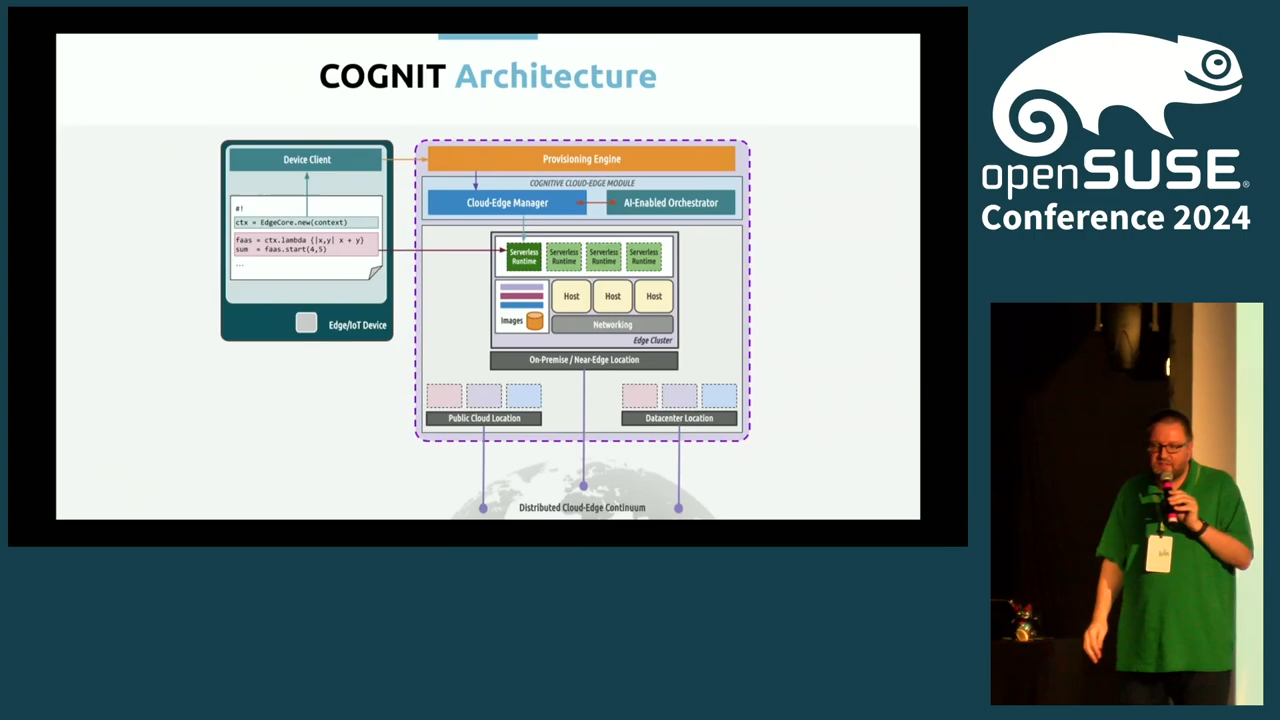 COGNIT Architecture
Device Client
#!
ctx = EdgeCore.new(context)
faas = ctx.lambda {|x,y| x + y}
sum = faas.start(4,5)
...
Edge/IoT Device
Provisioning Engine
COGNITIVE CLOUD-EDGE MODULE
Cloud-Edge Manager
AI-Enabled Orchestrator
Serverless
Runtime
Serverless
Runtime
Serverless
Runtime
Serverless
Runtime
Images
Host
Host
Host
Networking
Edge Cluster
On-Premise / Near-Edge Location
Public Cloud Location
Datacenter Location
Distributed Cloud-Edge Continuum
openSUSE®
Conference 2024